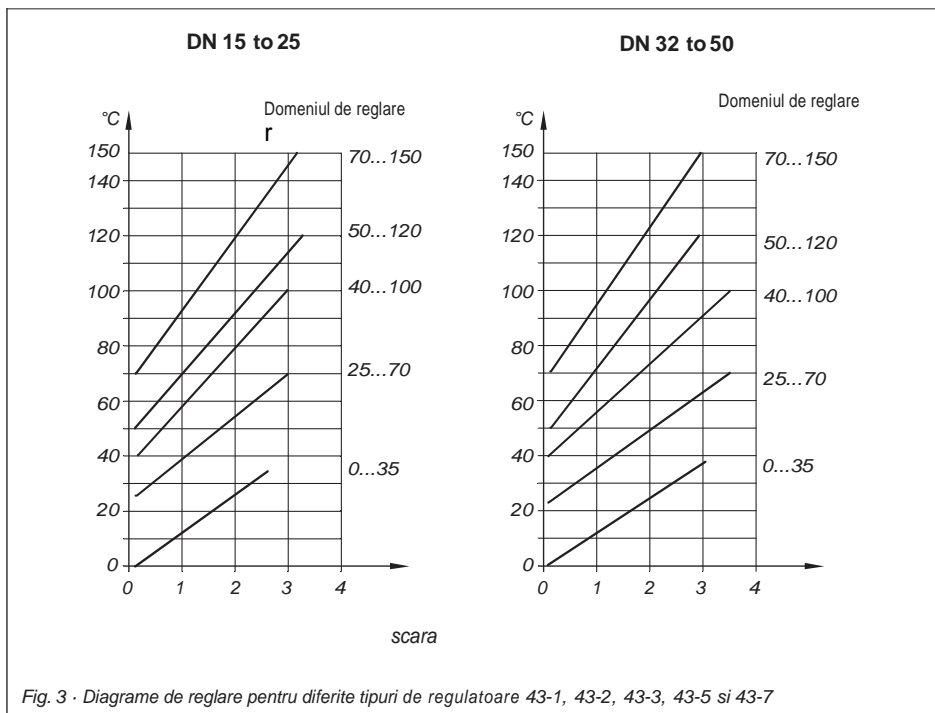 DN 15 to 25
DN 32 to 50
Domeniul de reglare
r
Domeniul de reglare
°C
150
140
120
100
80
60
40
20
0
0 1 2 3 4
70...150
50...120
40...100
25...70
0...35
°C
150
140
120
100
80
60
40
20
0
0 1 2 3 4
70...150
50...120
40...100
25...70
0...35
scara
Fig. 3 · Diagrame de reglare pentru diferite tipuri de regulatoare 43-1, 43-2, 43-3, 43-5 si 43-7